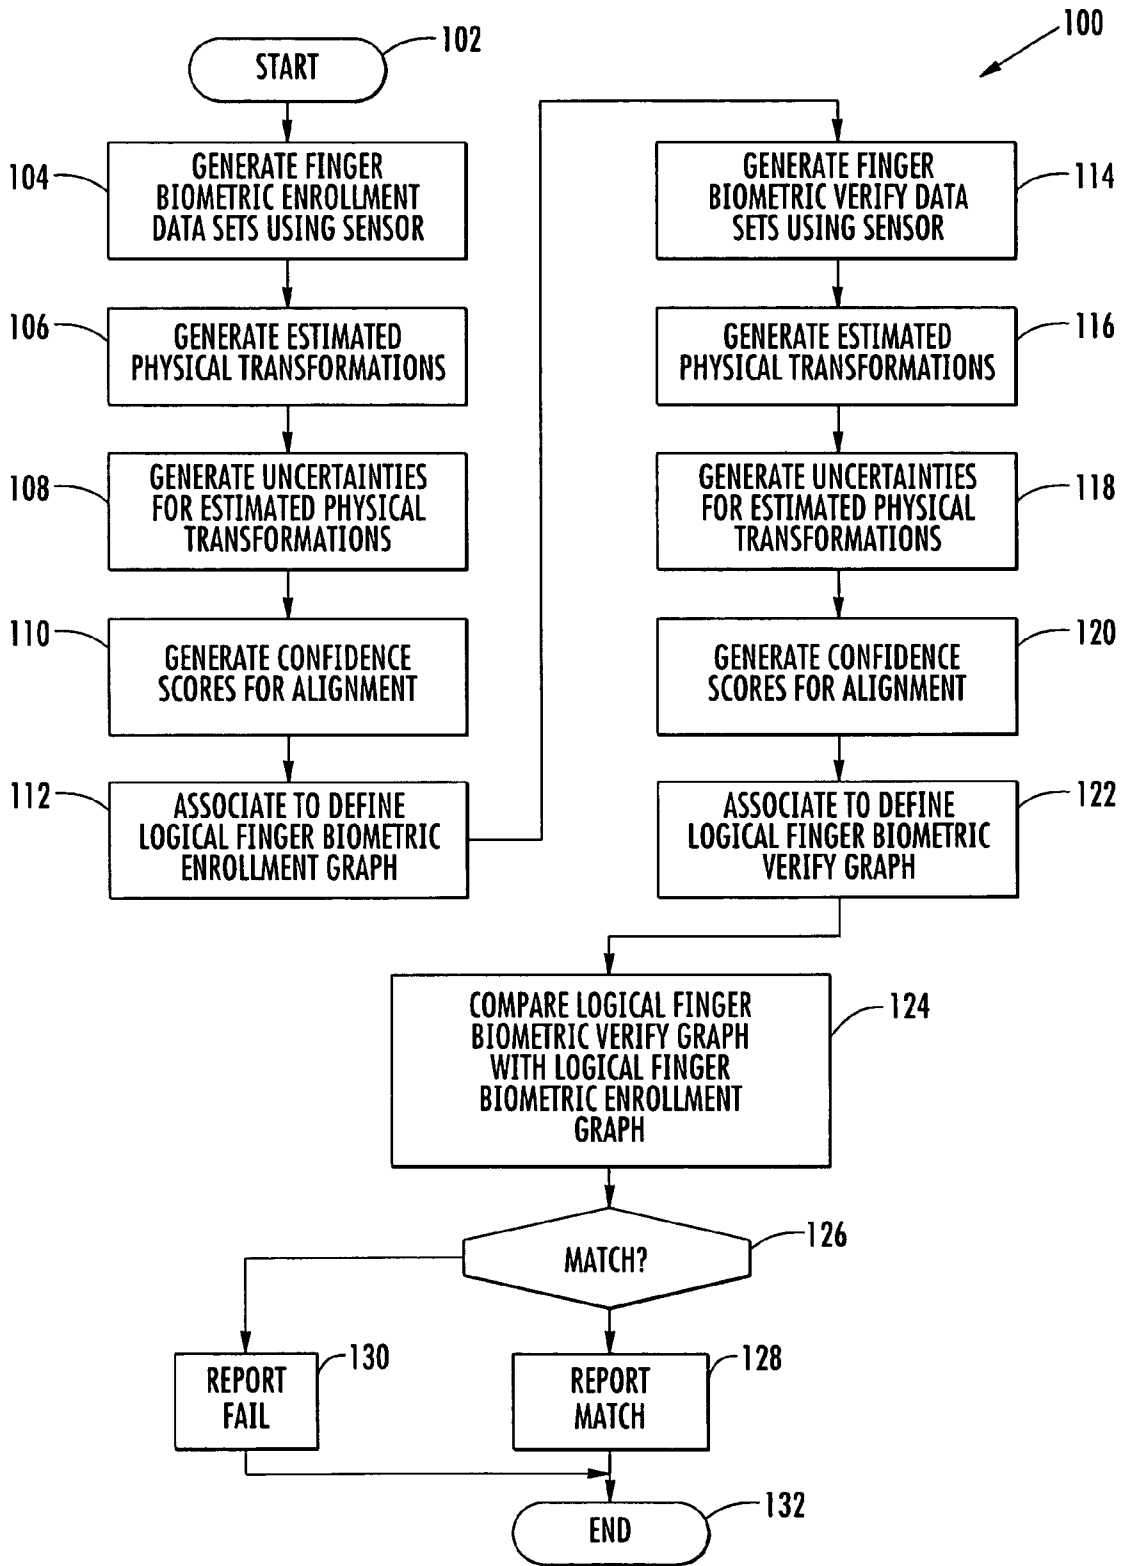 100
START
102
104
GENERATE FINGER
BIOMETRIC ENROLLMENT
DATA SETS USING SENSOR
106
GENERATE ESTIMATED
PHYSICAL TRANSFORMATIONS
108
GENERATE UNCERTAINTIES
FOR ESTIMATED PHYSICAL
TRANSFORMATIONS
110
GENERATE CONFIDENCE
SCORES FOR ALIGNMENT
112
ASSOCIATE TO DEFINE
LOGICAL FINGER BIOMETRIC
ENROLLMENT GRAPH
GENERATE FINGER
BIOMETRIC VERIFY DATA
SETS USING SENSOR
114
GENERATE ESTIMATED
PHYSICAL TRANSFORMATIONS
116
GENERATE UNCERTAINTIES
FOR ESTIMATED PHYSICAL
TRANSFORMATIONS
118
GENERATE CONFIDENCE
SCORES FOR ALIGNMENT
120
ASSOCIATE TO DEFINE
LOGICAL FINGER BIOMETRIC
VERIFY GRAPH
122
COMPARE LOGICAL FINGER
BIOMETRIC VERIFY GRAPH
WITH LOGICAL FINGER
BIOMETRIC ENROLLMENT
GRAPH
124
MATCH?
126
REPORT
FAIL
130
REPORT
MATCH
128
END
132